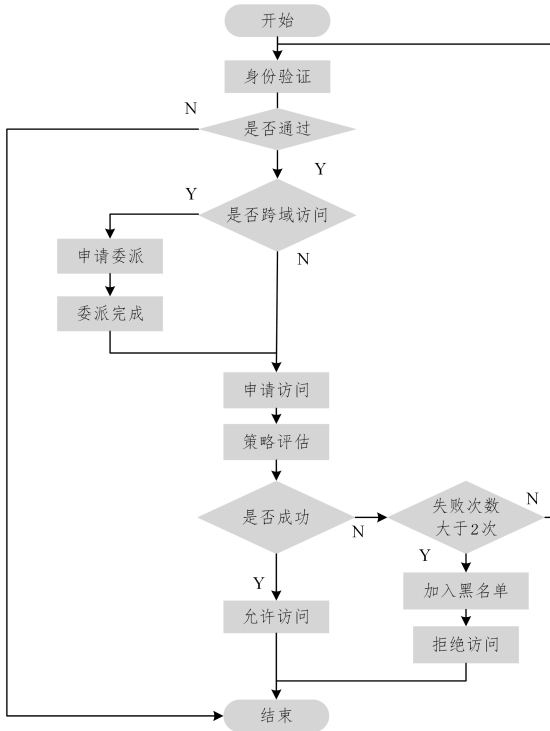 开始
身份验证
N
是否通过
Y
Y
是否跨域访问
申请委派
N
委派完成
申请访问
策略评估
是否成功
N
失败次数
大于2次
N
Y
Y
加入黑名单
允许访问
拒绝访问
结束